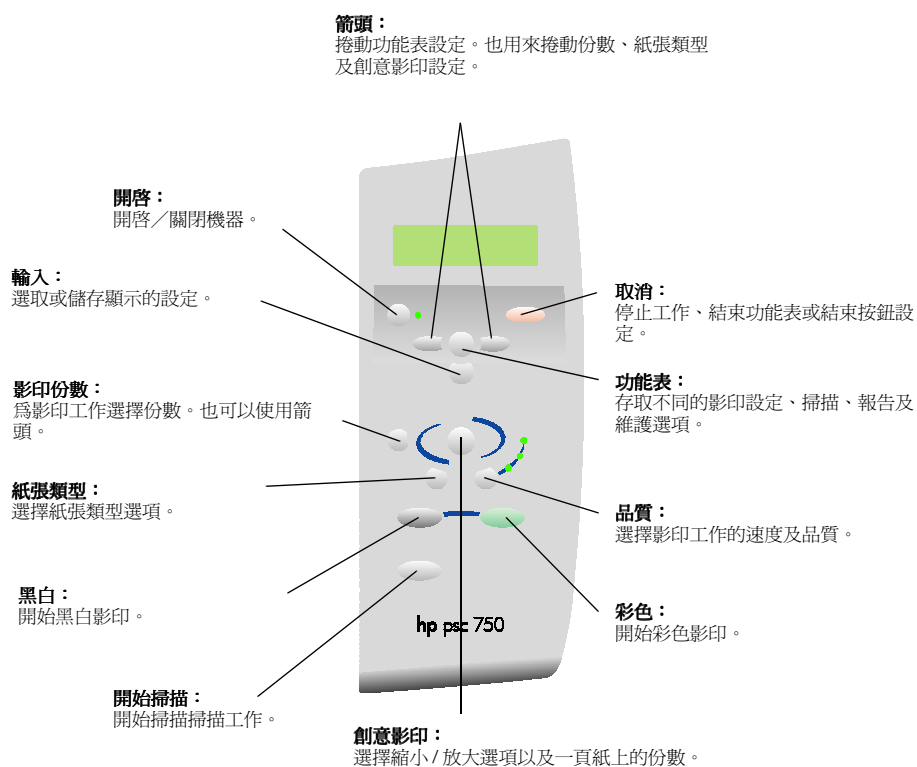 箭頭：
捲動功能表設定。也用來捲動份數、紙張類型
及創意影印設定。
開啓：
開啓／關閉機器。
輸入：
選取或儲存顯示的設定。
影印份數：
爲影印工作選擇份數。也可以使用箭
頭。
紙張類型：
選擇紙張類型選項。
黑白：
開始黑白影印。
開始掃描：
開始掃描掃描工作。
取消：
停止工作、結束功能表或結束按鈕設
定。
功能表：
存取不同的影印設定、掃描、報告及
維護選項。
品質：
選擇影印工作的速度及品質。
彩色：
開始彩色影印。
hp psc 750
創意影印：
選擇縮小 / 放大選項以及一頁紙上的份數。